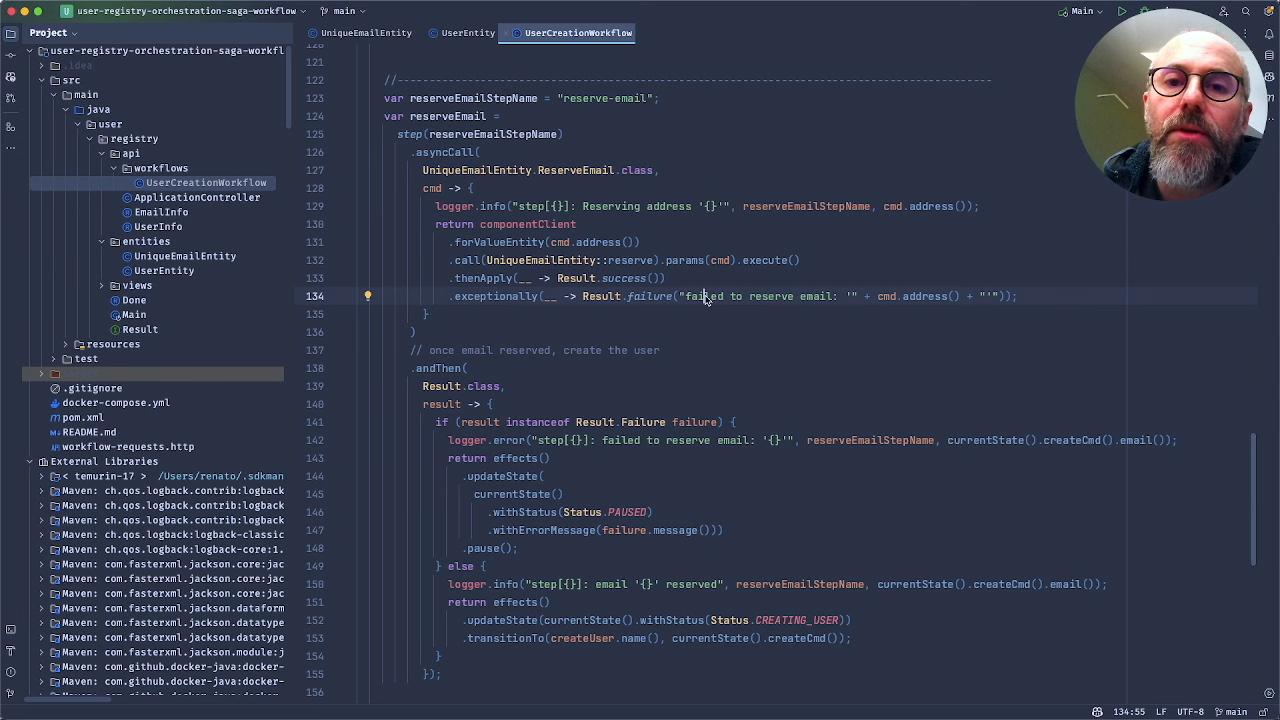 U user-registry-orchestration-saga-workflow main Main
Project UniqueEmailEntity UserEntity UserCreationWorkflow
user-registry-orchestration-saga-workfl
.idea
src
main
java
user
registry
api
workflows
UserCreationWorkflow
ApplicationController
EmailInfo
UserInfo
entities
UniqueEmailEntity
UserEntity
views
Done
Main
Result
resources
test
.gitignore
docker-compose.yml
pom.xml
README.md
workflow-requests.http
External Libraries
< temurin-17 > /Users/renato/.sdkman
Maven: ch.qos.logback.contrib:logback
Maven: ch.qos.logback.contrib:logback
Maven: ch.qos.logback:logback-classic
Maven: ch.qos.logback:logback-core:1.
Maven: com.fasterxml.jackson.core:jac
Maven: com.fasterxml.jackson.core:jac
Maven: com.fasterxml.jackson.core:jac
Maven: com.fasterxml.jackson.dataform
Maven: com.fasterxml.jackson.datatype
Maven: com.fasterxml.jackson.datatype
Maven: com.fasterxml.jackson.module:j
Maven: com.github.docker-java:docker-
Maven: com.github.docker-java:docker-
Maven: com.github.docker-java:docker-
120
121
122 //---------------------------------------------------------------------------------------------
123 var reserveEmailStepName = "reserve-email";
124 var reserveEmail =
125 step(reserveEmailStepName)
126 .asyncCall(
127 UniqueEmailEntity.ReserveEmail.class,
128 cmd -> {
129 logger.info("step[{}]: Reserving address '{}'", reserveEmailStepName, cmd.address());
130 return componentClient
131 .forValueEntity(cmd.address())
132 .call(UniqueEmailEntity::reserve).params(cmd).execute()
133 .thenApply(__ -> Result.success())
134 .exceptionally(__ -> Result.failure("failed to reserve email: '" + cmd.address() + "'"));
135 }
136 )
137 // once email reserved, create the user
138 .andThen(
139 Result.class,
140 result -> {
141 if (result instanceof Result.Failure failure) {
142 logger.error("step[{}]: failed to reserve email: '{}'", reserveEmailStepName, currentState().createCmd().email());
143 return effects()
144 .updateState(
145 currentState()
146 .withStatus(Status.PAUSED)
147 .withErrorMessage(failure.message()))
148 .pause();
149 } else {
150 logger.info("step[{}]: email '{}' reserved", reserveEmailStepName, currentState().createCmd().email());
151 return effects()
152 .updateState(currentState().withStatus(Status.CREATING_USER))
153 .transitionTo(createUser.name(), currentState().createCmd());
154 }
155 });
156
134:55 LF UTF-8 main